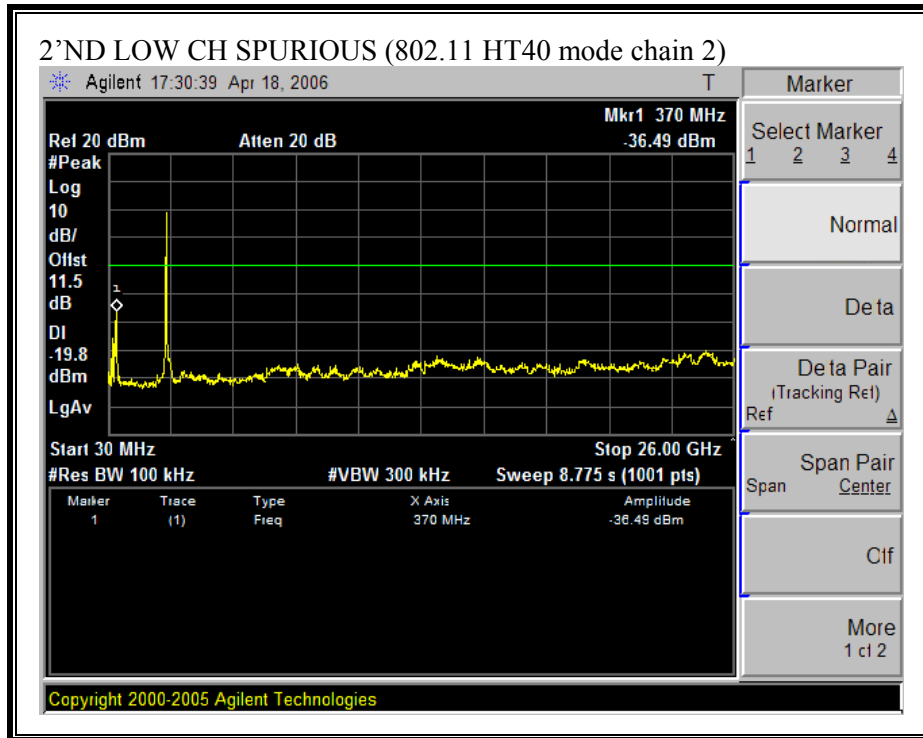 2’ND LOW CH SPURIOUS (802.11 HT40 mode chain 2)
Agilent 17:30:39 Apr 18, 2006 T
Mkr1 370 MHz
Ref 20 dBm Atten 20 dB -36.49 dBm
#Peak
Log
10
dB/
Offst
11.5
dB
DI
-19.8
dBm
LgAv
1
Start 30 MHz Stop 26.00 GHz
#Res BW 100 kHz #VBW 300 kHz Sweep 8.775 s (1001 pts)
Marker Trace Type X Axis Amplitude
1 (1) Freq 370 MHz -36.49 dBm
Copyright 2000-2005 Agilent Technologies
Marker
Select Marker
1 2 3 4
Normal
Delta
Delta Pair
(Tracking Ref)
Ref Δ
Span Pair
Span Center
Off
More
1 of 2